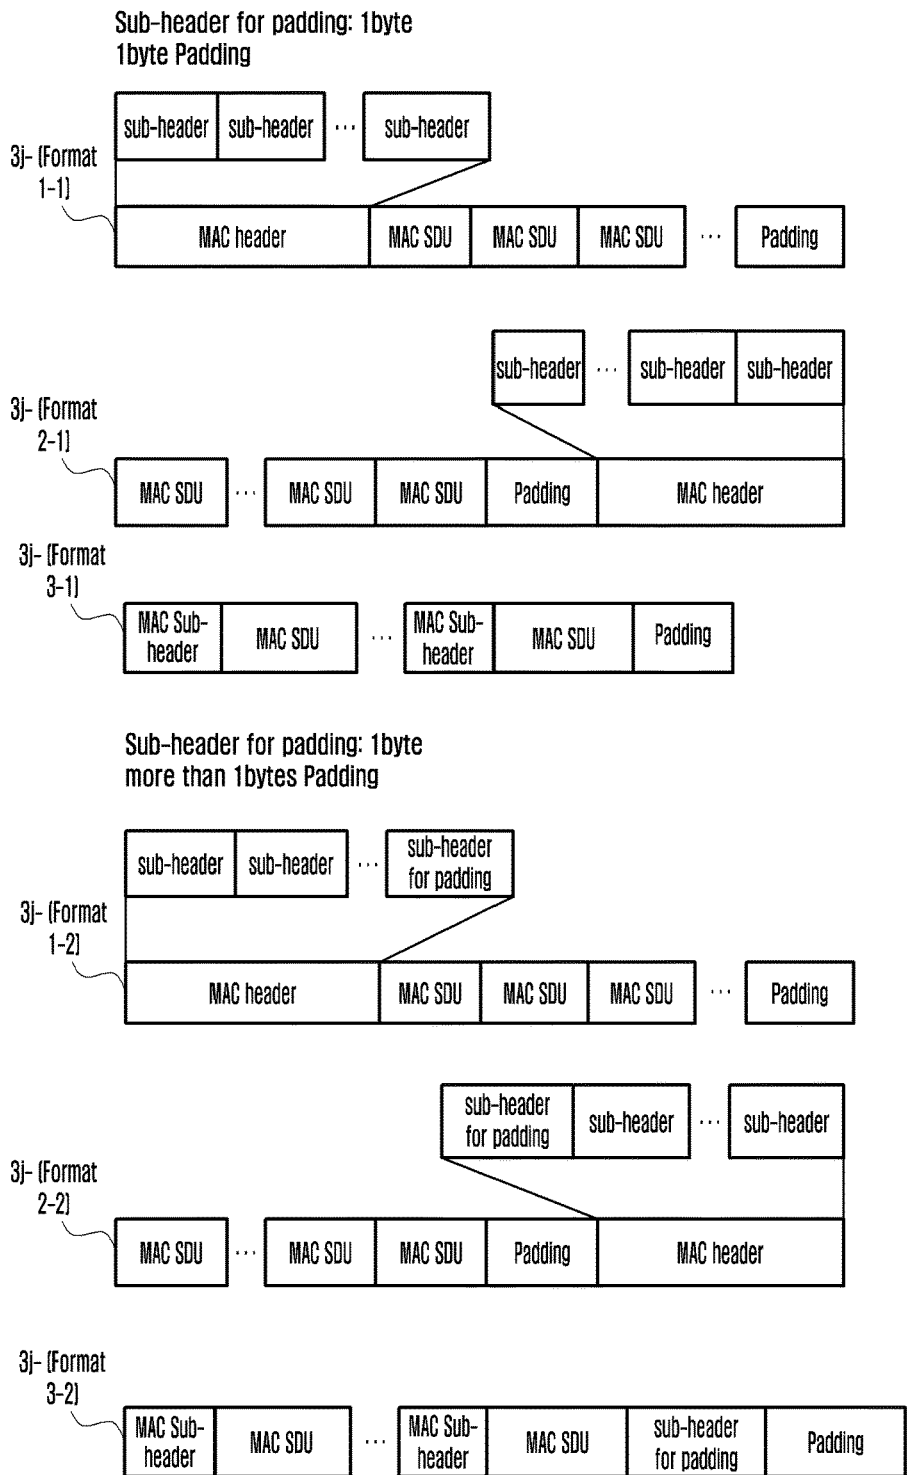 Sub-header for padding: 1byte
1byte Padding
sub-header sub-header ... sub-header
3j- (Format
1-1)
MAC header MAC SDU MAC SDU MAC SDU ... Padding
sub-header ... sub-header sub-header
3j- (Format
2-1)
MAC SDU ... MAC SDU MAC SDU Padding MAC header
3j- (Format
3-1)
MAC Sub-
header MAC SDU ... MAC Sub-
header MAC SDU Padding
Sub-header for padding: 1byte
more than 1bytes Padding
sub-header sub-header ... sub-header
for padding
3j- (Format
1-2)
MAC header MAC SDU MAC SDU MAC SDU ... Padding
sub-header
for padding sub-header ... sub-header
3j- (Format
2-2)
MAC SDU ... MAC SDU MAC SDU Padding MAC header
3j- (Format
3-2)
MAC Sub-
header MAC SDU ... MAC Sub-
header MAC SDU sub-header
for padding Padding